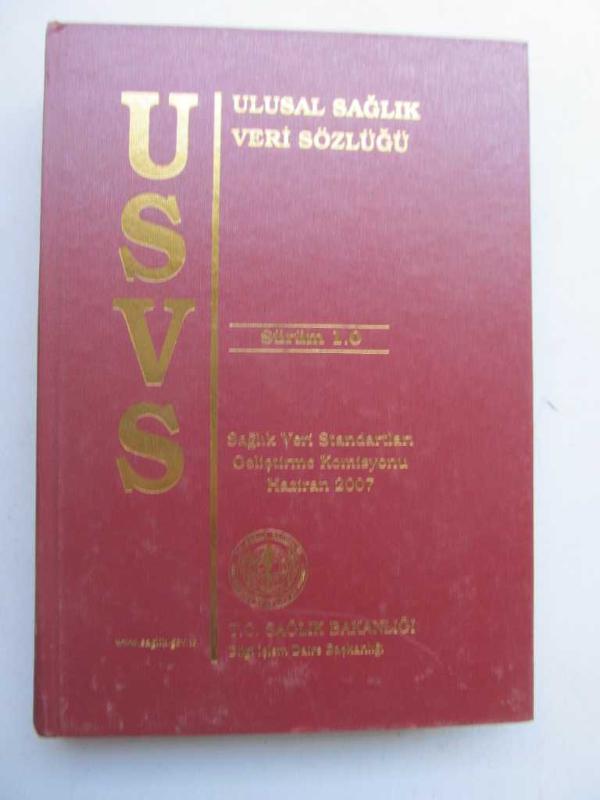 USVS
ULUSAL SAĞLIK
VERİ SÖZLÜĞÜ
Sürüm 1.0
Sağlık Veri Standartları
Geliştirme Komisyonu
Haziran 2007
T.C. SAĞLIK BAKANLIĞI
Bilgi İşlem Daire Başkanlığı
www.saglik.gov.tr